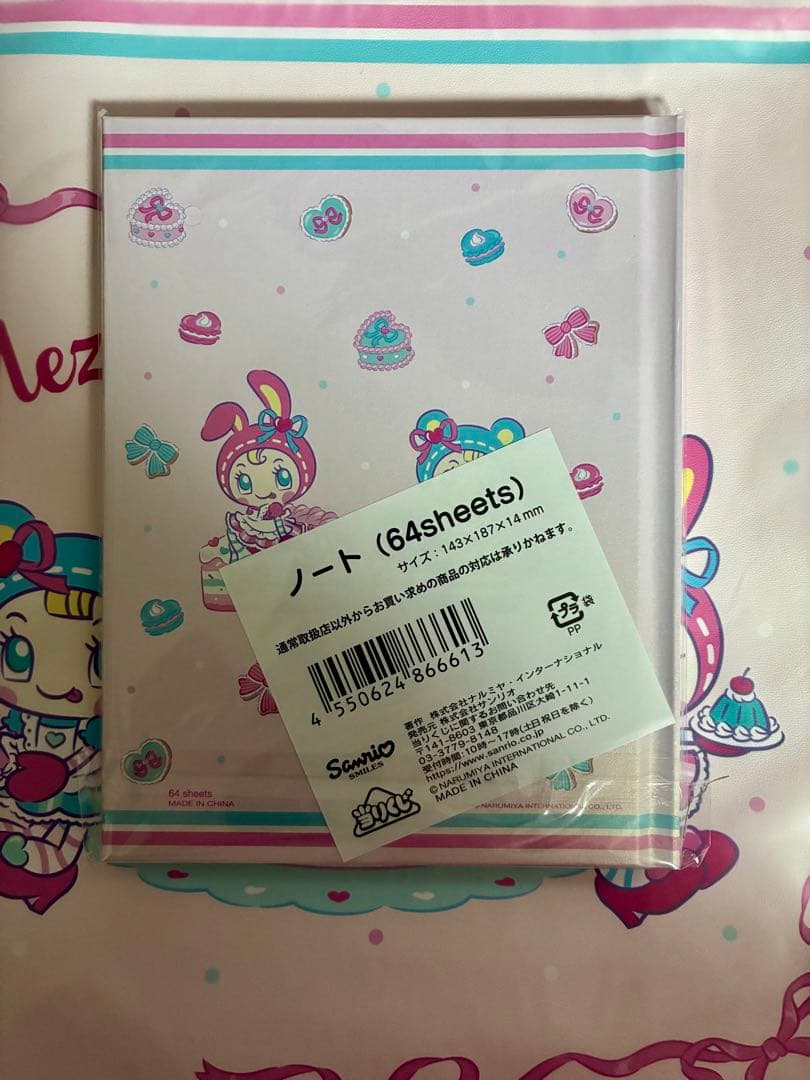 Mez
ノート（64sheets）
サイズ：143×187×14mm
通常取扱店以外からお買い求めの商品の対応は承りかねます。
4 550624 866613
プラ
袋
PP
著作 株式会社ナルミヤ・インターナショナル
発売元 株式会社サンリオ
当りくじに関するお問い合わせ先
〒141-8603 東京都品川区大崎1-11-1
03-3779-8148
受付時間:10時〜17時(土日祝日を除く)
https://www.sanrio.co.jp
© NARUMIYA INTERNATIONAL CO., LTD.
MADE IN CHINA
Sanrio
SMILES
当りくじ
64 sheets
MADE IN CHINA
© NARUMIYA INTERNATIONAL CO., LTD.